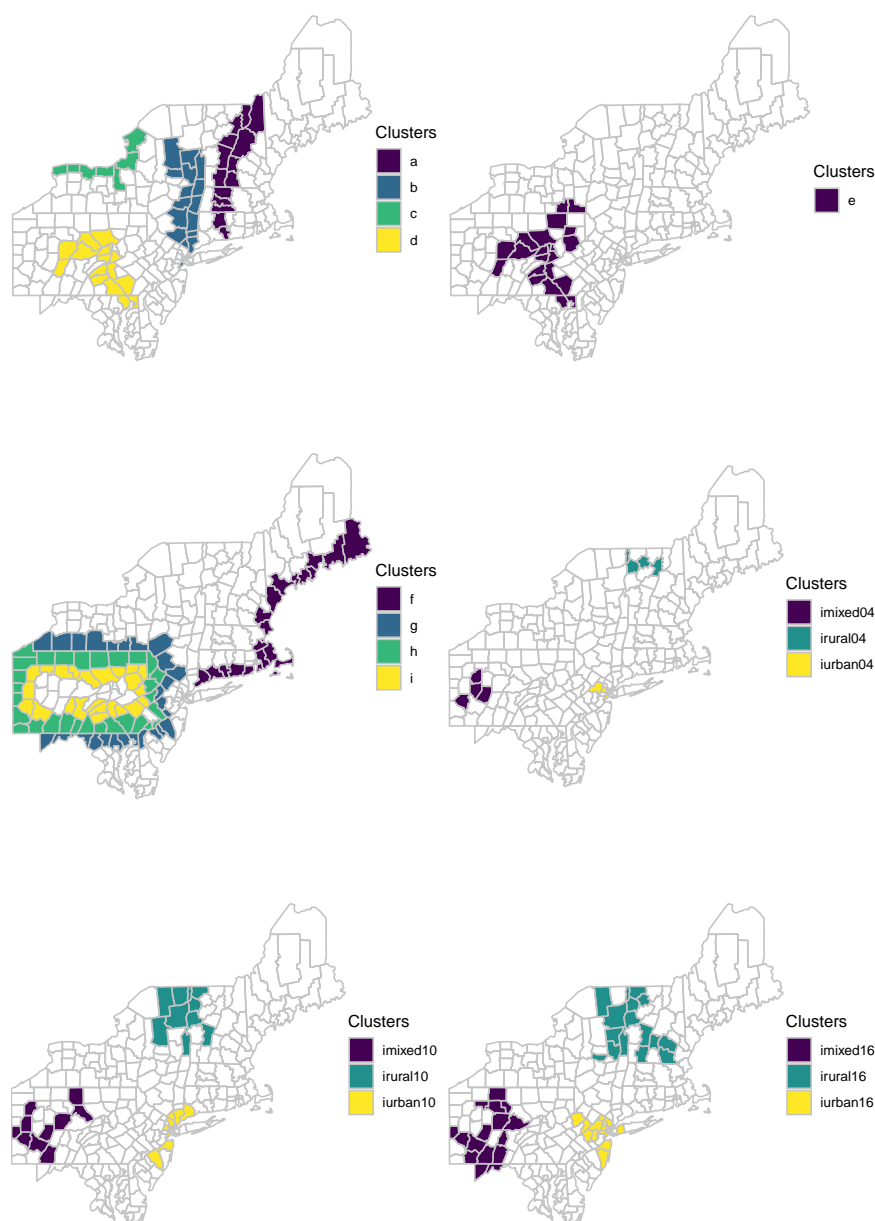 Clusters
a
b
c
d
Clusters
e
Clusters
f
g
h
i
Clusters
imixed04
irural04
iurban04
Clusters
imixed10
irural10
iurban10
Clusters
imixed16
irural16
iurban16